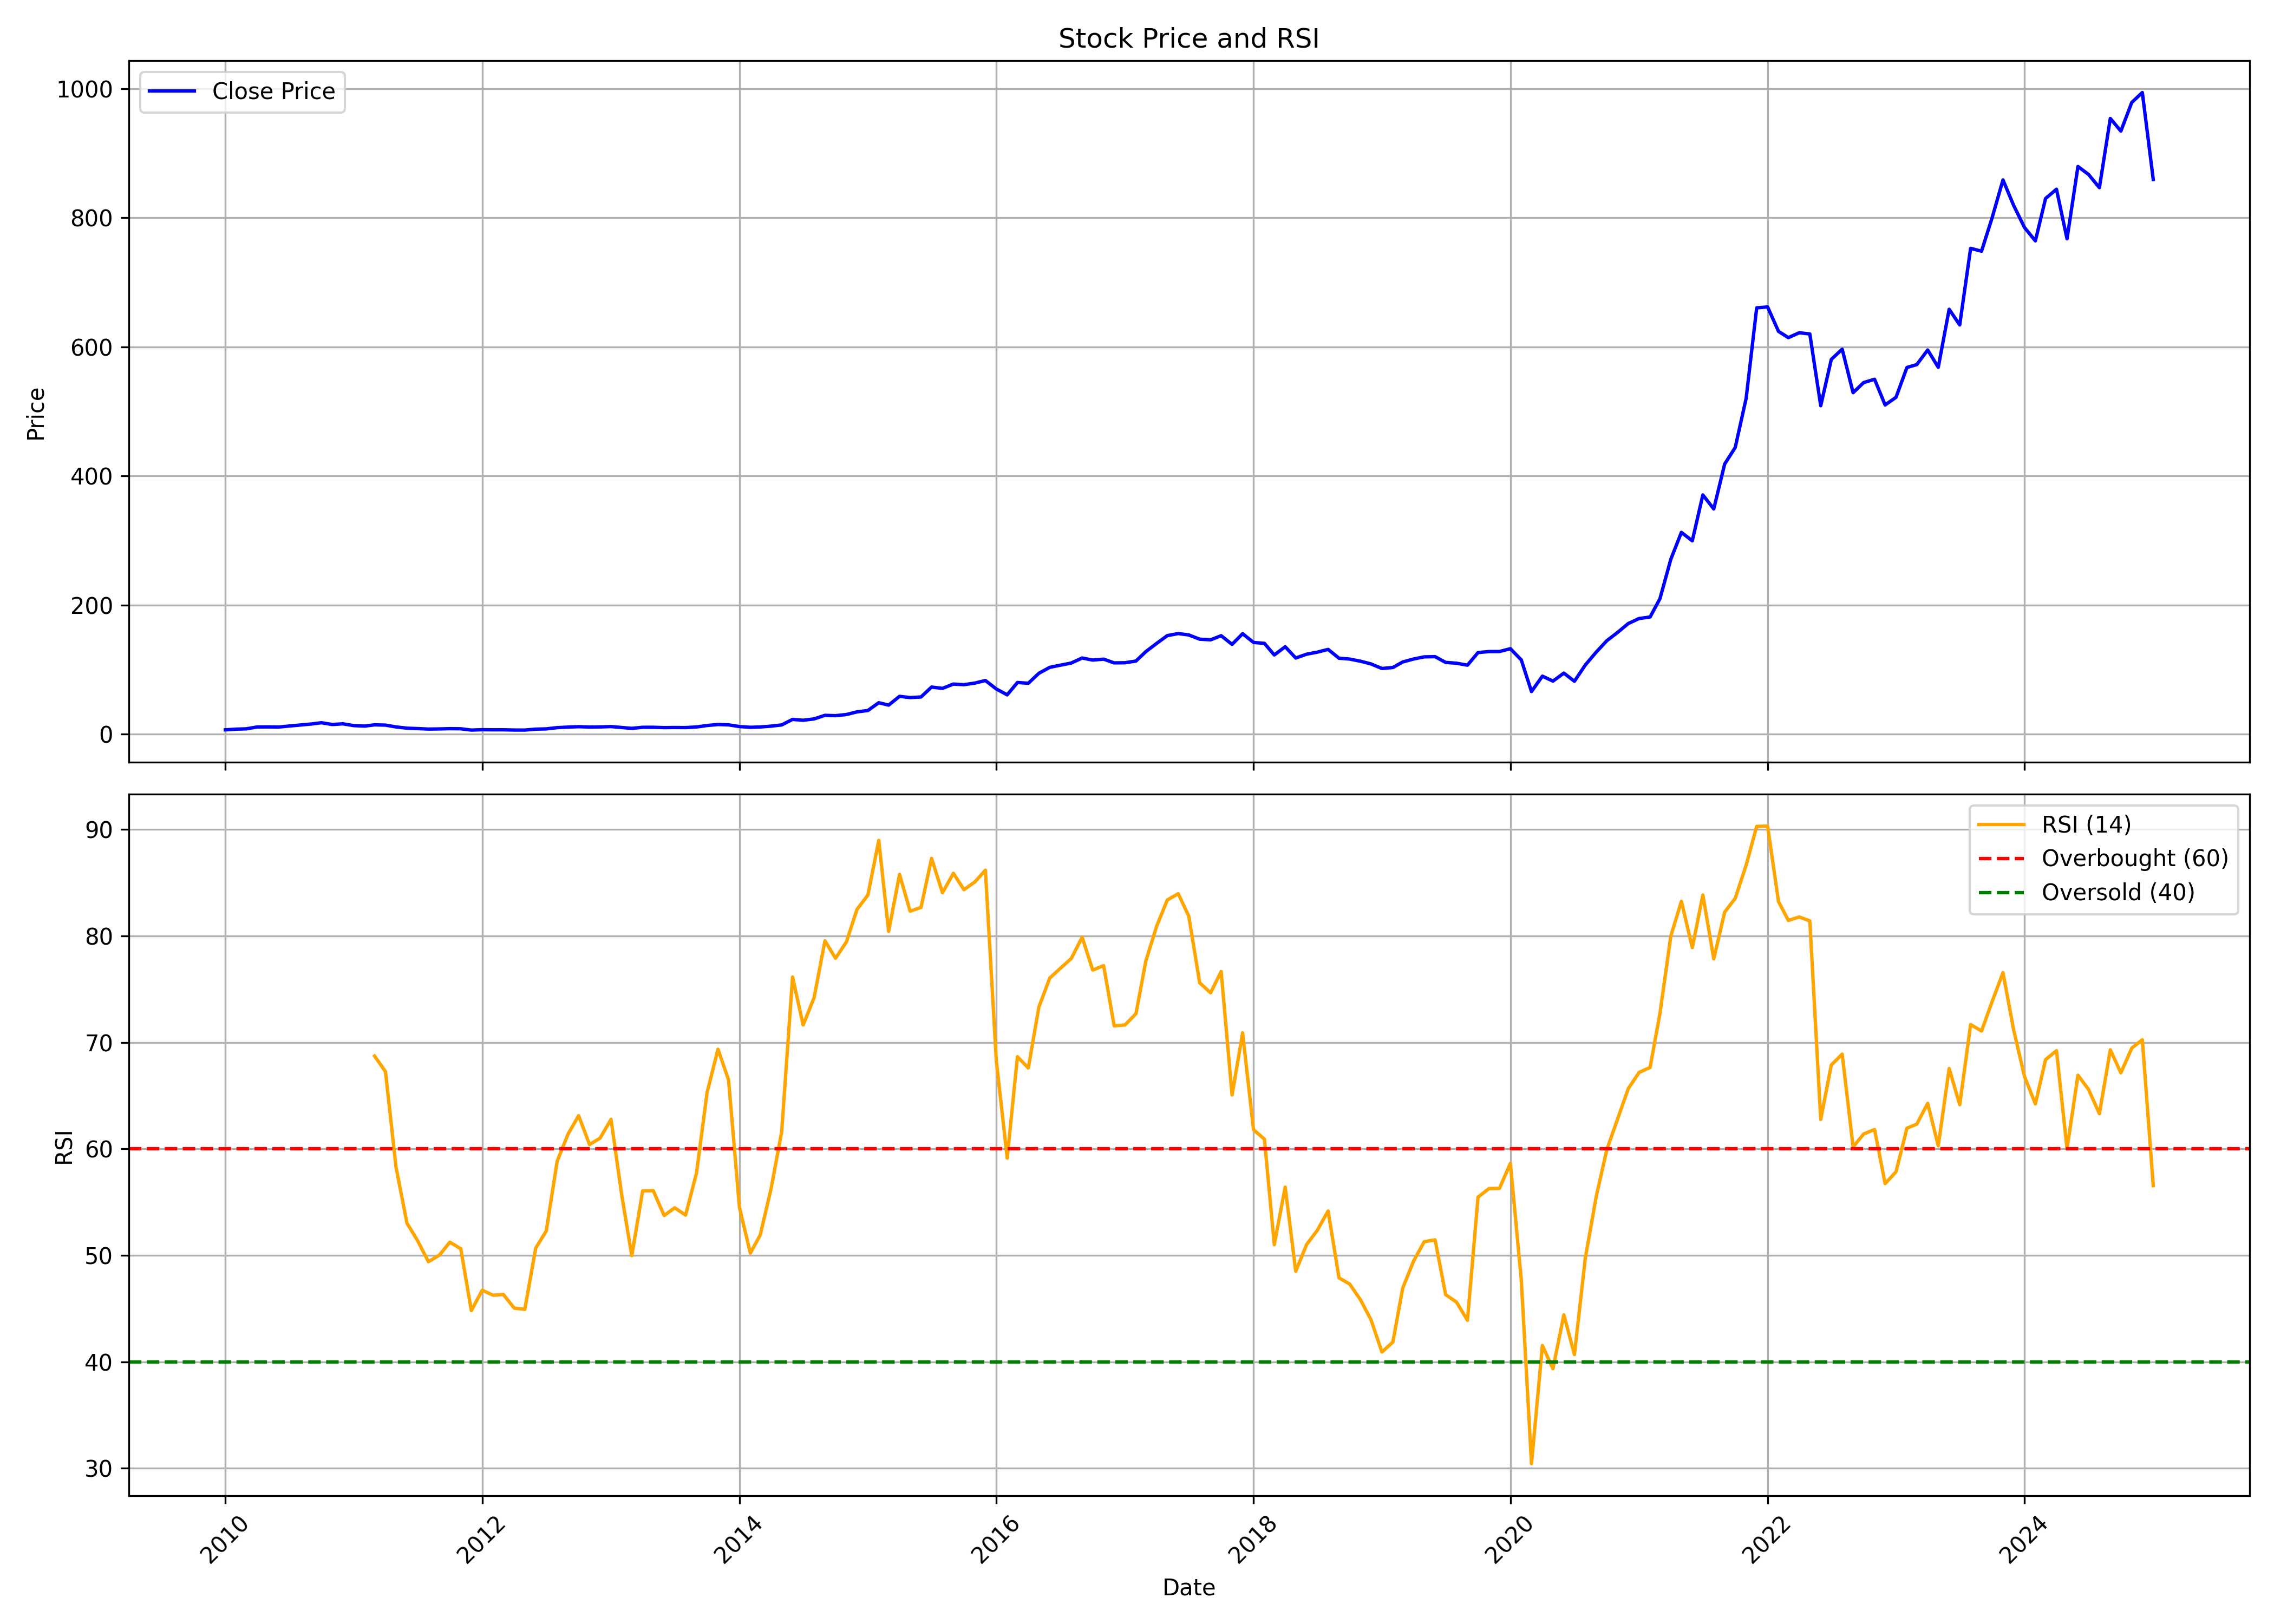 Stock Price and RSI
Close Price
1000
800
600
400
200
0
Price
RSI (14)
Overbought (60)
Oversold (40)
90
80
70
60
50
40
30
RSI
2010
2012
2014
2016
2018
2020
2022
2024
Date